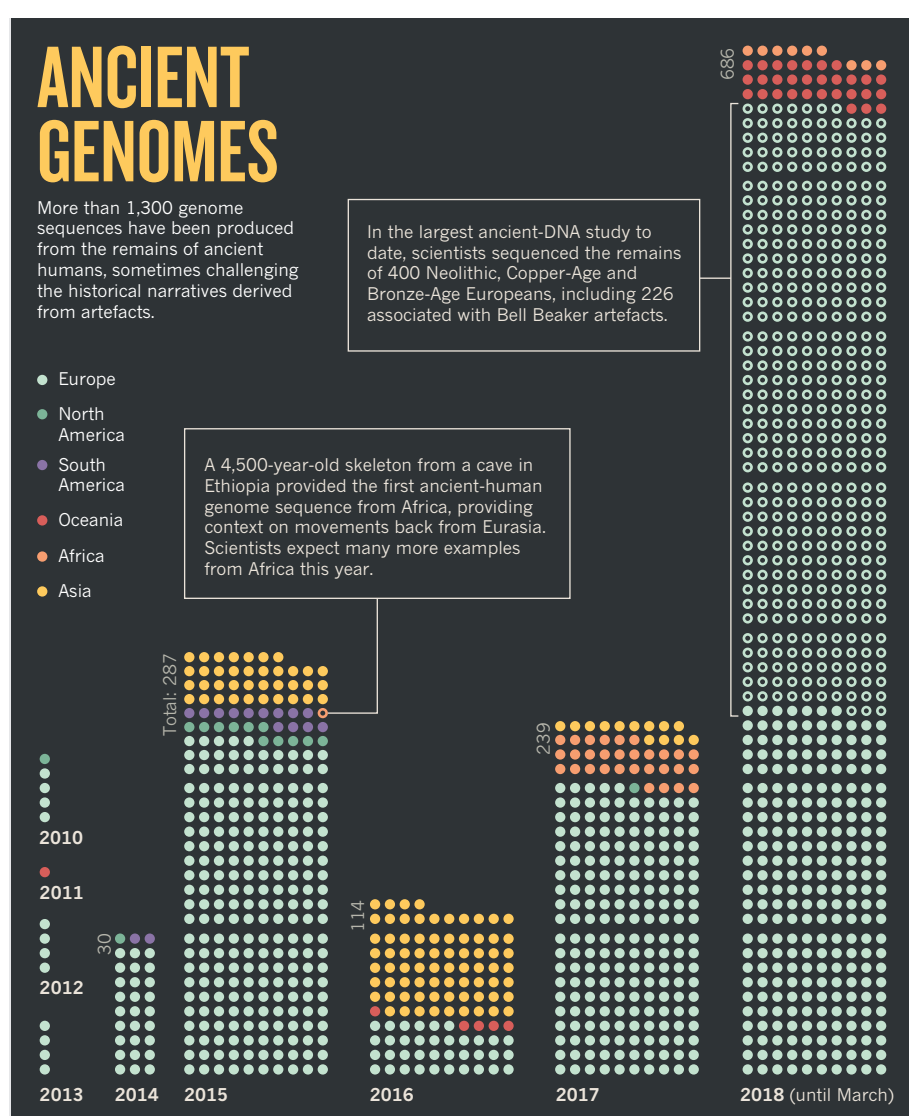 ANCIENT
GENOMES
More than 1,300 genome
sequences have been produced
from the remains of ancient
humans, sometimes challenging
the historical narratives derived
from artefacts.
Europe
North
America
South
America
Oceania
Africa
Asia
686
In the largest ancient-DNA study to
date, scientists sequenced the remains
of 400 Neolithic, Copper-Age and
Bronze-Age Europeans, including 226
associated with Bell Beaker artefacts.
A 4,500-year-old skeleton from a cave in
Ethiopia provided the first ancient-human
genome sequence from Africa, providing
context on movements back from Eurasia.
Scientists expect many more examples
from Africa this year.
Total: 287
239
2010
2011
114
30
2012
2013
2014
2015
2016
2017
2018 (until March)